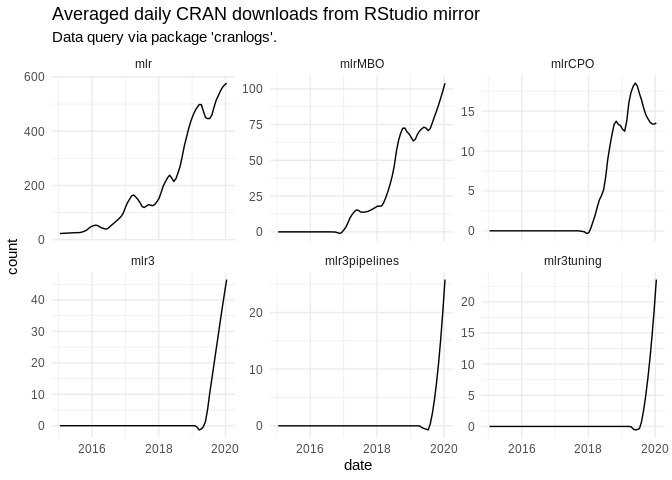 Averaged daily CRAN downloads from RStudio mirror
Data query via package 'cranlogs'.
mlr
mlrMBO
mlrCPO
600
400
200
0
100
75
50
25
0
15
10
5
0
count
mlr3
mlr3pipelines
mlr3tuning
40
30
20
10
0
20
10
0
20
15
10
5
0
2016 2018 2020
2016 2018 2020
2016 2018 2020
date